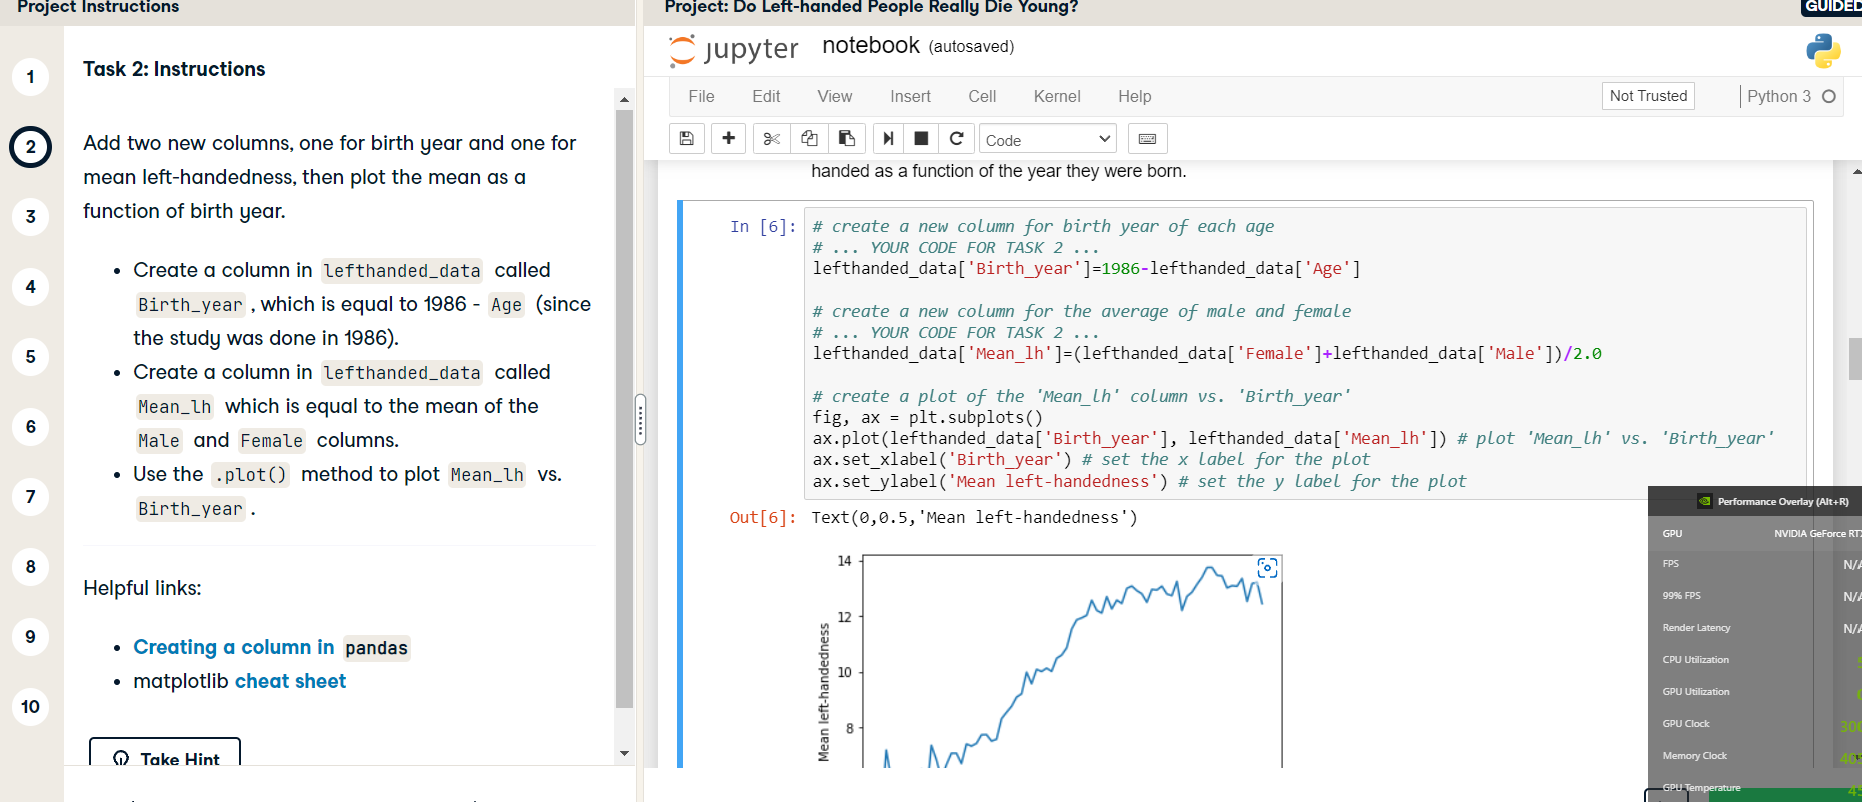 Project Instructions
Project: Do Left-handed People Really Die Young?
GUIDED
1
2
3
4
5
6
7
8
9
10
Task 2: Instructions
Add two new columns, one for birth year and one for
mean left-handedness, then plot the mean as a
function of birth year.
• Create a column in lefthanded_data called
Birth_year , which is equal to 1986 - Age (since
the study was done in 1986).
• Create a column in lefthanded_data called
Mean_lh which is equal to the mean of the
Male and Female columns.
• Use the .plot() method to plot Mean_lh vs.
Birth_year .
Helpful links:
• Creating a column in pandas
• matplotlib cheat sheet
Take Hint
jupyter notebook (autosaved)
File Edit View Insert Cell Kernel Help
Not Trusted
Python 3
Code
handed as a function of the year they were born.
In [6]:
# create a new column for birth year of each age
# ... YOUR CODE FOR TASK 2 ...
lefthanded_data['Birth_year']=1986-lefthanded_data['Age']
# create a new column for the average of male and female
# ... YOUR CODE FOR TASK 2 ...
lefthanded_data['Mean_lh']=(lefthanded_data['Female']+lefthanded_data['Male'])/2.0
# create a plot of the 'Mean_lh' column vs. 'Birth_year'
fig, ax = plt.subplots()
ax.plot(lefthanded_data['Birth_year'], lefthanded_data['Mean_lh']) # plot 'Mean_lh' vs. 'Birth_year'
ax.set_xlabel('Birth_year') # set the x label for the plot
ax.set_ylabel('Mean left-handedness') # set the y label for the plot
Out[6]: Text(0,0.5,'Mean left-handedness')
14
12
10
8
Mean left-handedness
Performance Overlay (Alt+R)
GPU NVIDIA GeForce RT
FPS N/A
99% FPS N/A
Render Latency N/A
CPU Utilization
GPU Utilization
GPU Clock 300
Memory Clock 405
GPU Temperature 45